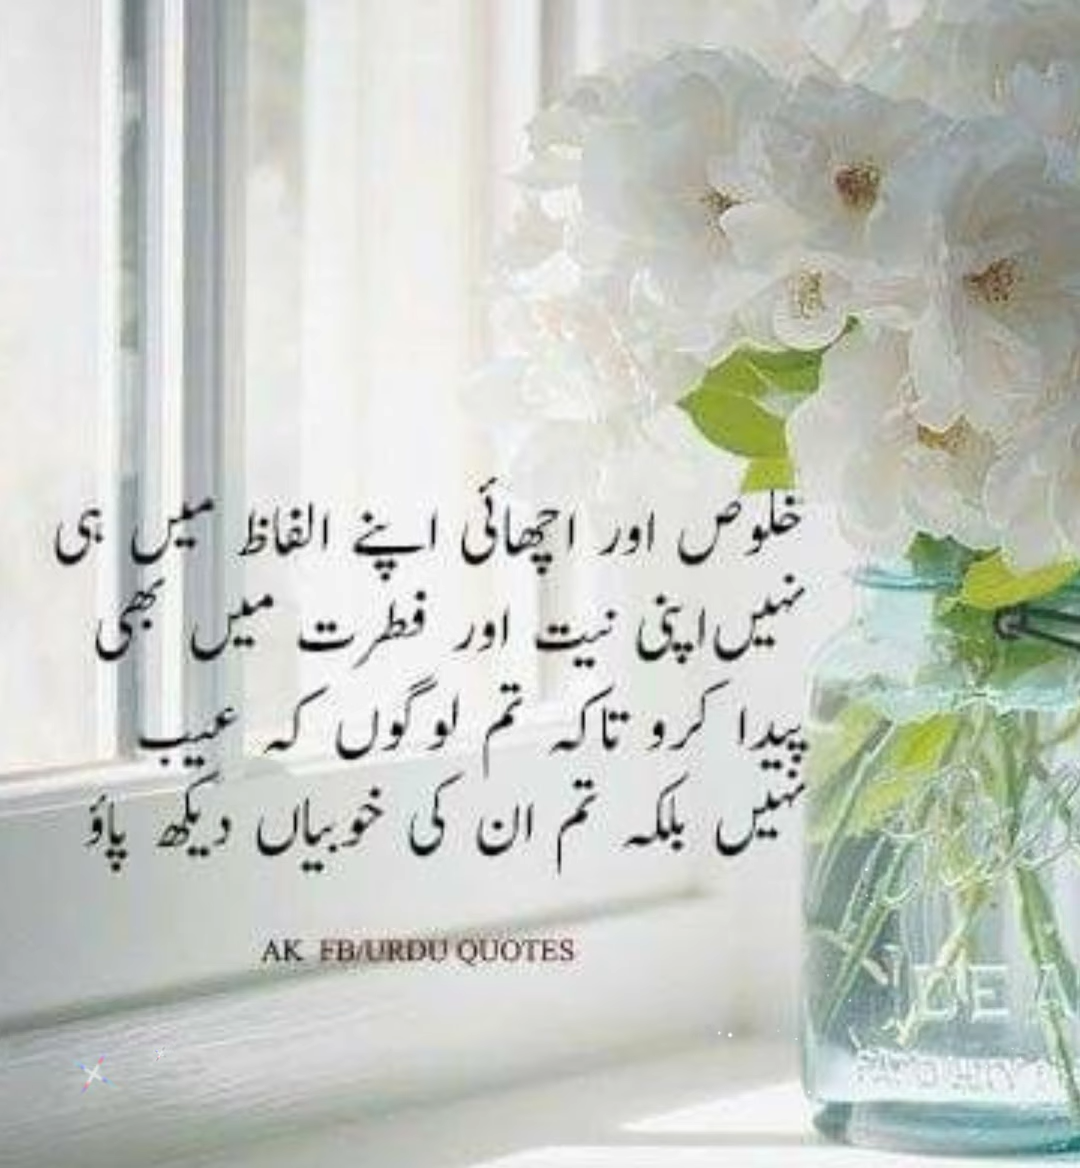 خلوص اور اچھائی اپنے الفاظ میں ہی
نہیں اپنی نیت اور فطرت میں بھی
پیدا کرو تاکہ تم لوگوں کہ عیب
نہیں بلکہ تم ان کی خوبیاں دیکھ پاؤ
AK FB/URDU QUOTES
IDEA